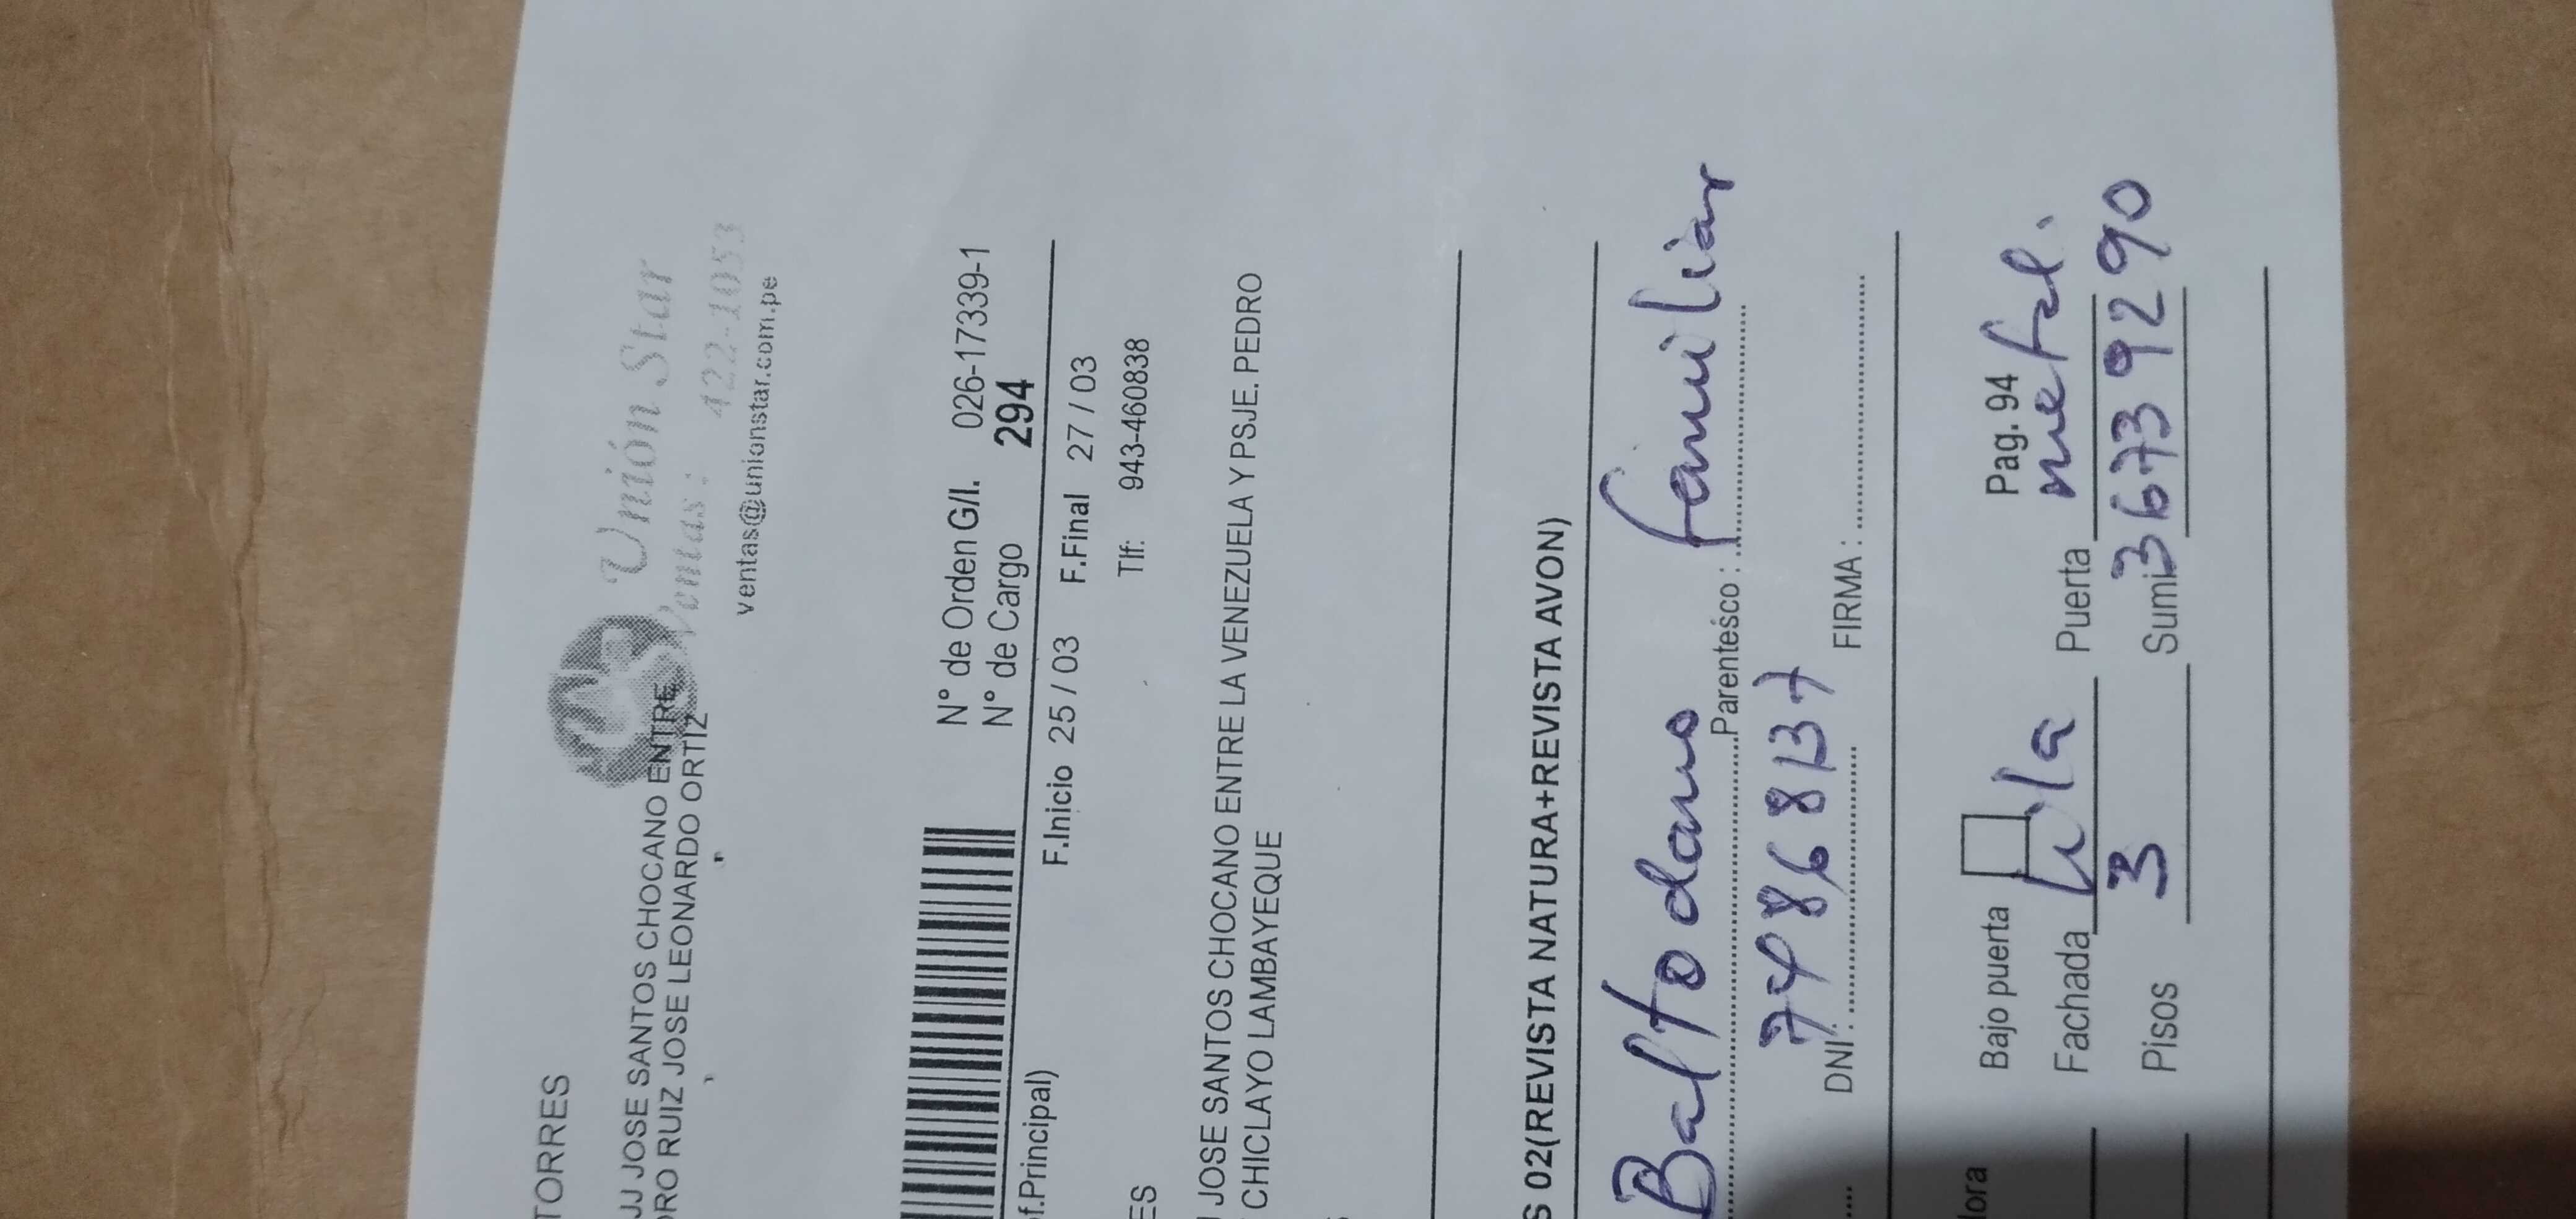 TORRES
Unión Star
Ventas: 422-1053
ventas@unionstar.com.pe
JJ JOSE SANTOS CHOCANO ENTRE
DRO RUIZ JOSE LEONARDO ORTIZ
N° de Orden G/I. 026-17339-1
N° de Cargo 294
f.Principal) F.Inicio 25 / 03 F.Final 27 / 03
ES Tlf: 943-460838
JOSE SANTOS CHOCANO ENTRE LA VENEZUELA Y PSJE. PEDRO
CHICLAYO LAMBAYEQUE
S 02(REVISTA NATURA+REVISTA AVON)
Baltodano Parentesco : familiar
DNI : 74868137 FIRMA :
lora Bajo puerta Pag. 94
Fachada Lila Puerta metal.
Pisos 3 Sumi 36739290